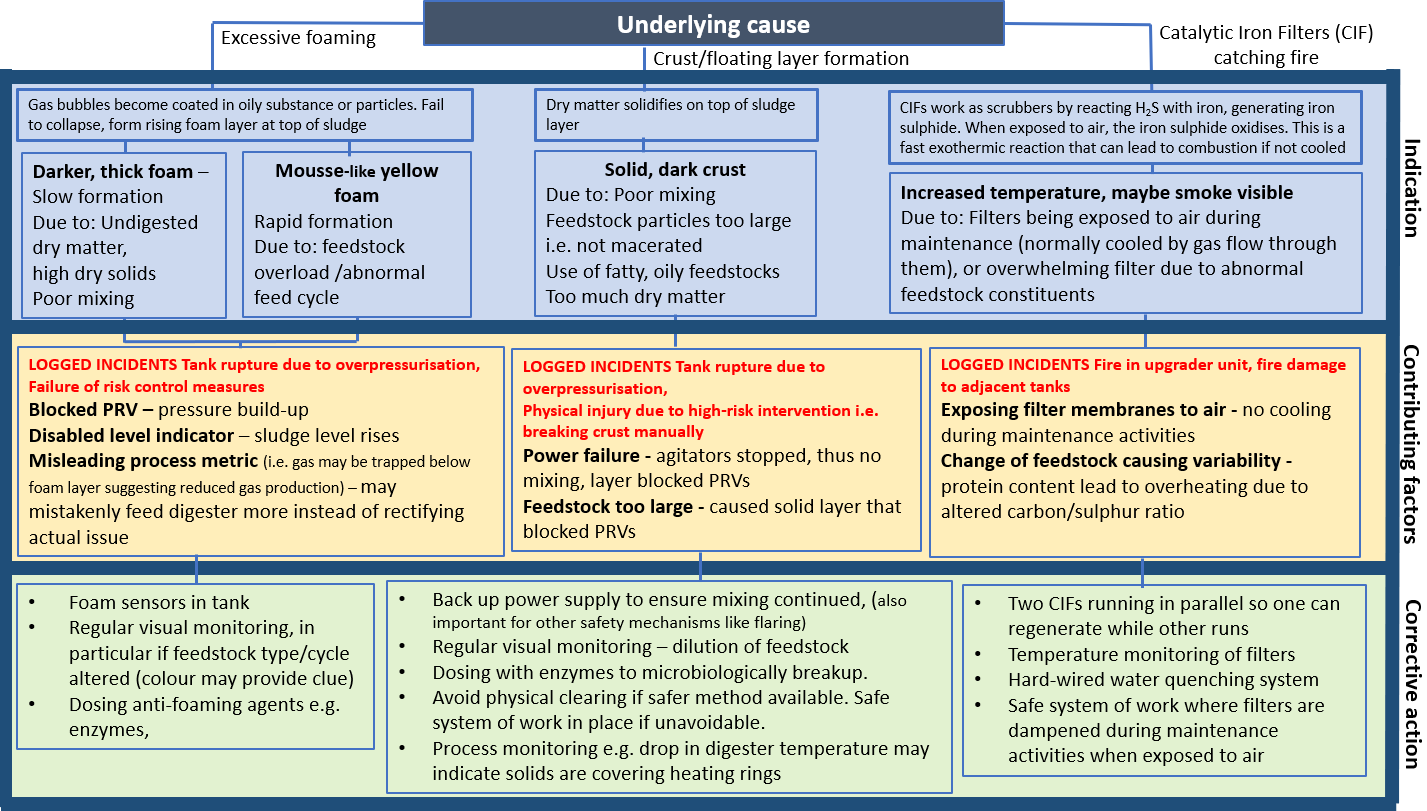 Underlying cause
Excessive foaming
Crust/floating layer formation
Catalytic Iron Filters (CIF)
catching fire
Gas bubbles become coated in oily substance or particles. Fail
to collapse, form rising foam layer at top of sludge
Darker, thick foam –
Slow formation
Due to: Undigested
dry matter,
high dry solids
Poor mixing
Mousse-like yellow
foam
Rapid formation
Due to: feedstock
overload /abnormal
feed cycle
Dry matter solidifies on top of sludge
layer
Solid, dark crust
Due to: Poor mixing
Feedstock particles too large
i.e. not macerated
Use of fatty, oily feedstocks
Too much dry matter
CIFs work as scrubbers by reacting H₂S with iron, generating iron
sulphide. When exposed to air, the iron sulphide oxidises. This is a
fast exothermic reaction that can lead to combustion if not cooled
Increased temperature, maybe smoke visible
Due to: Filters being exposed to air during
maintenance (normally cooled by gas flow through
them), or overwhelming filter due to abnormal
feedstock constituents
Indication
LOGGED INCIDENTS Tank rupture due to overpressurisation,
Failure of risk control measures
Blocked PRV – pressure build-up
Disabled level indicator – sludge level rises
Misleading process metric (i.e. gas may be trapped below
foam layer suggesting reduced gas production) – may
mistakenly feed digester more instead of rectifying
actual issue
LOGGED INCIDENTS Tank rupture due to
overpressurisation,
Physical injury due to high-risk intervention i.e.
breaking crust manually
Power failure - agitators stopped, thus no
mixing, layer blocked PRVs
Feedstock too large - caused solid layer that
blocked PRVs
LOGGED INCIDENTS Fire in upgrader unit, fire damage
to adjacent tanks
Exposing filter membranes to air - no cooling
during maintenance activities
Change of feedstock causing variability -
protein content lead to overheating due to
altered carbon/sulphur ratio
Contributing factors
• Foam sensors in tank
• Regular visual monitoring, in
particular if feedstock type/cycle
altered (colour may provide clue)
• Dosing anti-foaming agents e.g.
enzymes,
• Back up power supply to ensure mixing continued, (also
important for other safety mechanisms like flaring)
• Regular visual monitoring – dilution of feedstock
• Dosing with enzymes to microbiologically breakup.
• Avoid physical clearing if safer method available. Safe
system of work in place if unavoidable.
• Process monitoring e.g. drop in digester temperature may
indicate solids are covering heating rings
• Two CIFs running in parallel so one can
regenerate while other runs
• Temperature monitoring of filters
• Hard-wired water quenching system
• Safe system of work where filters are
dampened during maintenance
activities when exposed to air
Corrective action